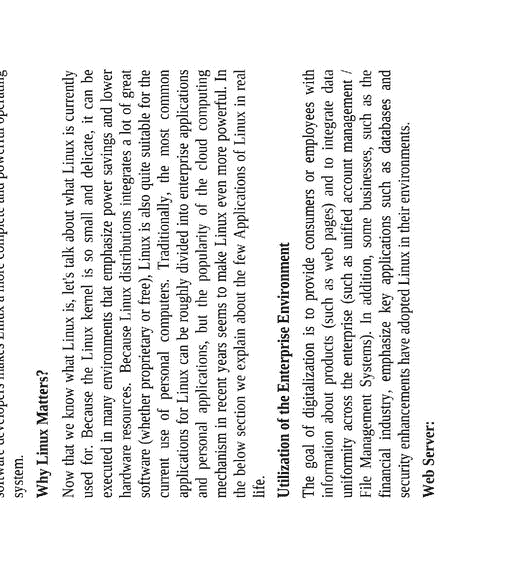 software developers makes Linux a more complete and powerful operating
system.
Why Linux Matters?
Now that we know what Linux is, let's talk about what Linux is currently
used for. Because the Linux kernel is so small and delicate, it can be
executed in many environments that emphasize power savings and lower
hardware resources. Because Linux distributions integrates a lot of great
software (whether proprietary or free), Linux is also quite suitable for the
current use of personal computers. Traditionally, the most common
applications for Linux can be roughly divided into enterprise applications
and personal applications, but the popularity of the cloud computing
mechanism in recent years seems to make Linux even more powerful. In
the below section we explain about the few Applications of Linux in real
life.
Utilization of the Enterprise Environment
The goal of digitalization is to provide consumers or employees with
information about products (such as web pages) and to integrate data
uniformity across the enterprise (such as unified account management /
File Management Systems). In addition, some businesses, such as the
financial industry, emphasize key applications such as databases and
security enhancements have adopted Linux in their environments.
Web Server: